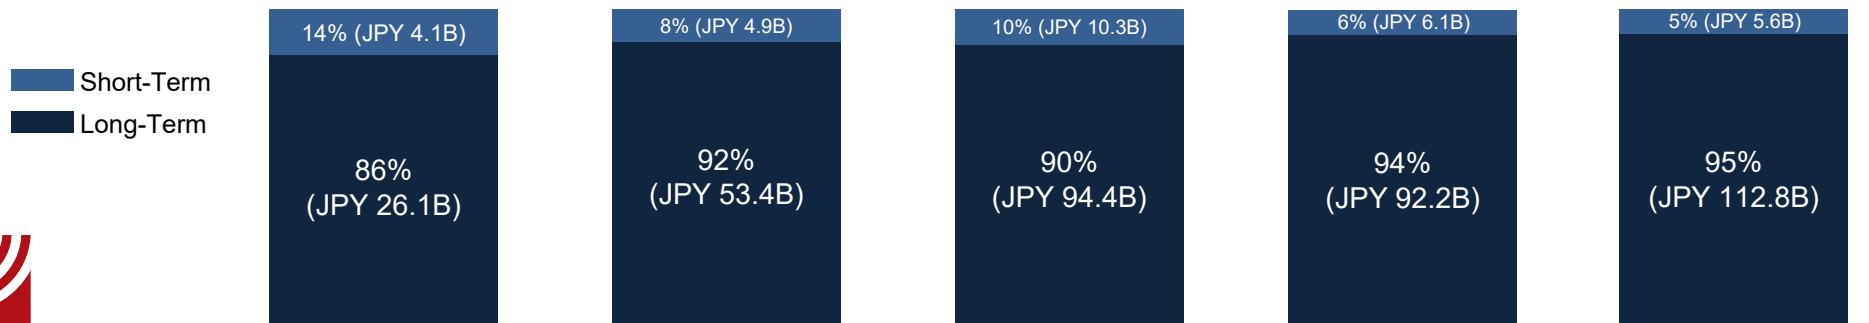 Short-Term
Long-Term
14% (JPY 4.1B)
86%
(JPY 26.1B)
8% (JPY 4.9B)
92%
(JPY 53.4B)
10% (JPY 10.3B)
90%
(JPY 94.4B)
6% (JPY 6.1B)
94%
(JPY 92.2B)
5% (JPY 5.6B)
95%
(JPY 112.8B)